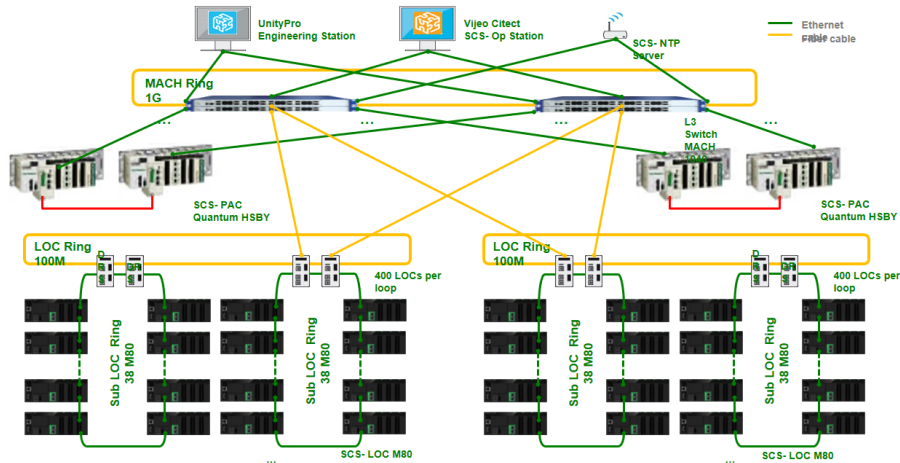 UnityPro
Engineering Station
Vijeo Citect
SCS- Op Station
SCS- NTP
Server
Ethernet
cable
Fiber cable
MACH Ring
1G
...
...
...
...
L3
Switch
MACH
SCS- PAC
Quantum HSBY
SCS- PAC
Quantum HSBY
LOC Ring
100M
LOC Ring
100M
400 LOCs per
loop
400 LOCs per
loop
Sub LOC Ring
38 M80
Sub LOC Ring
38 M80
Sub LOC Ring
38 M80
Sub LOC Ring
38 M80
SCS- LOC M80
SCS- LOC M80
...
...